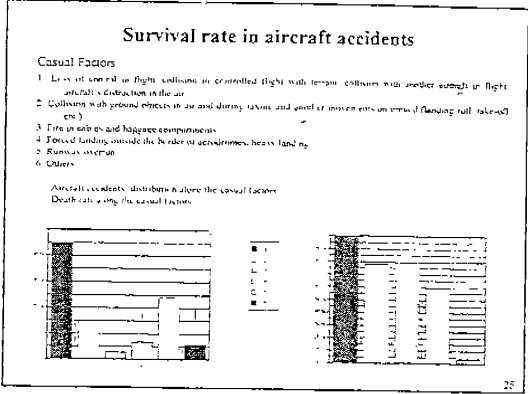 Survival rate in aircraft accidents
Casual Factors
1 Loss of control in flight, collision in controlled flight with terrain, collision with another aircraft in flight
aircraft's distraction in the air
2 Collision with ground objects in air and during taxiing and another movements on ground (landing roll, take-off)
etc)
3 Fire in cabins and baggage compartments
4 Forced landing outside the border of aerodromes, heavy landing
5 Runway overrun
6 Others
Aircraft accidents distribution along the casual factors
Death rate along the casual factors
25